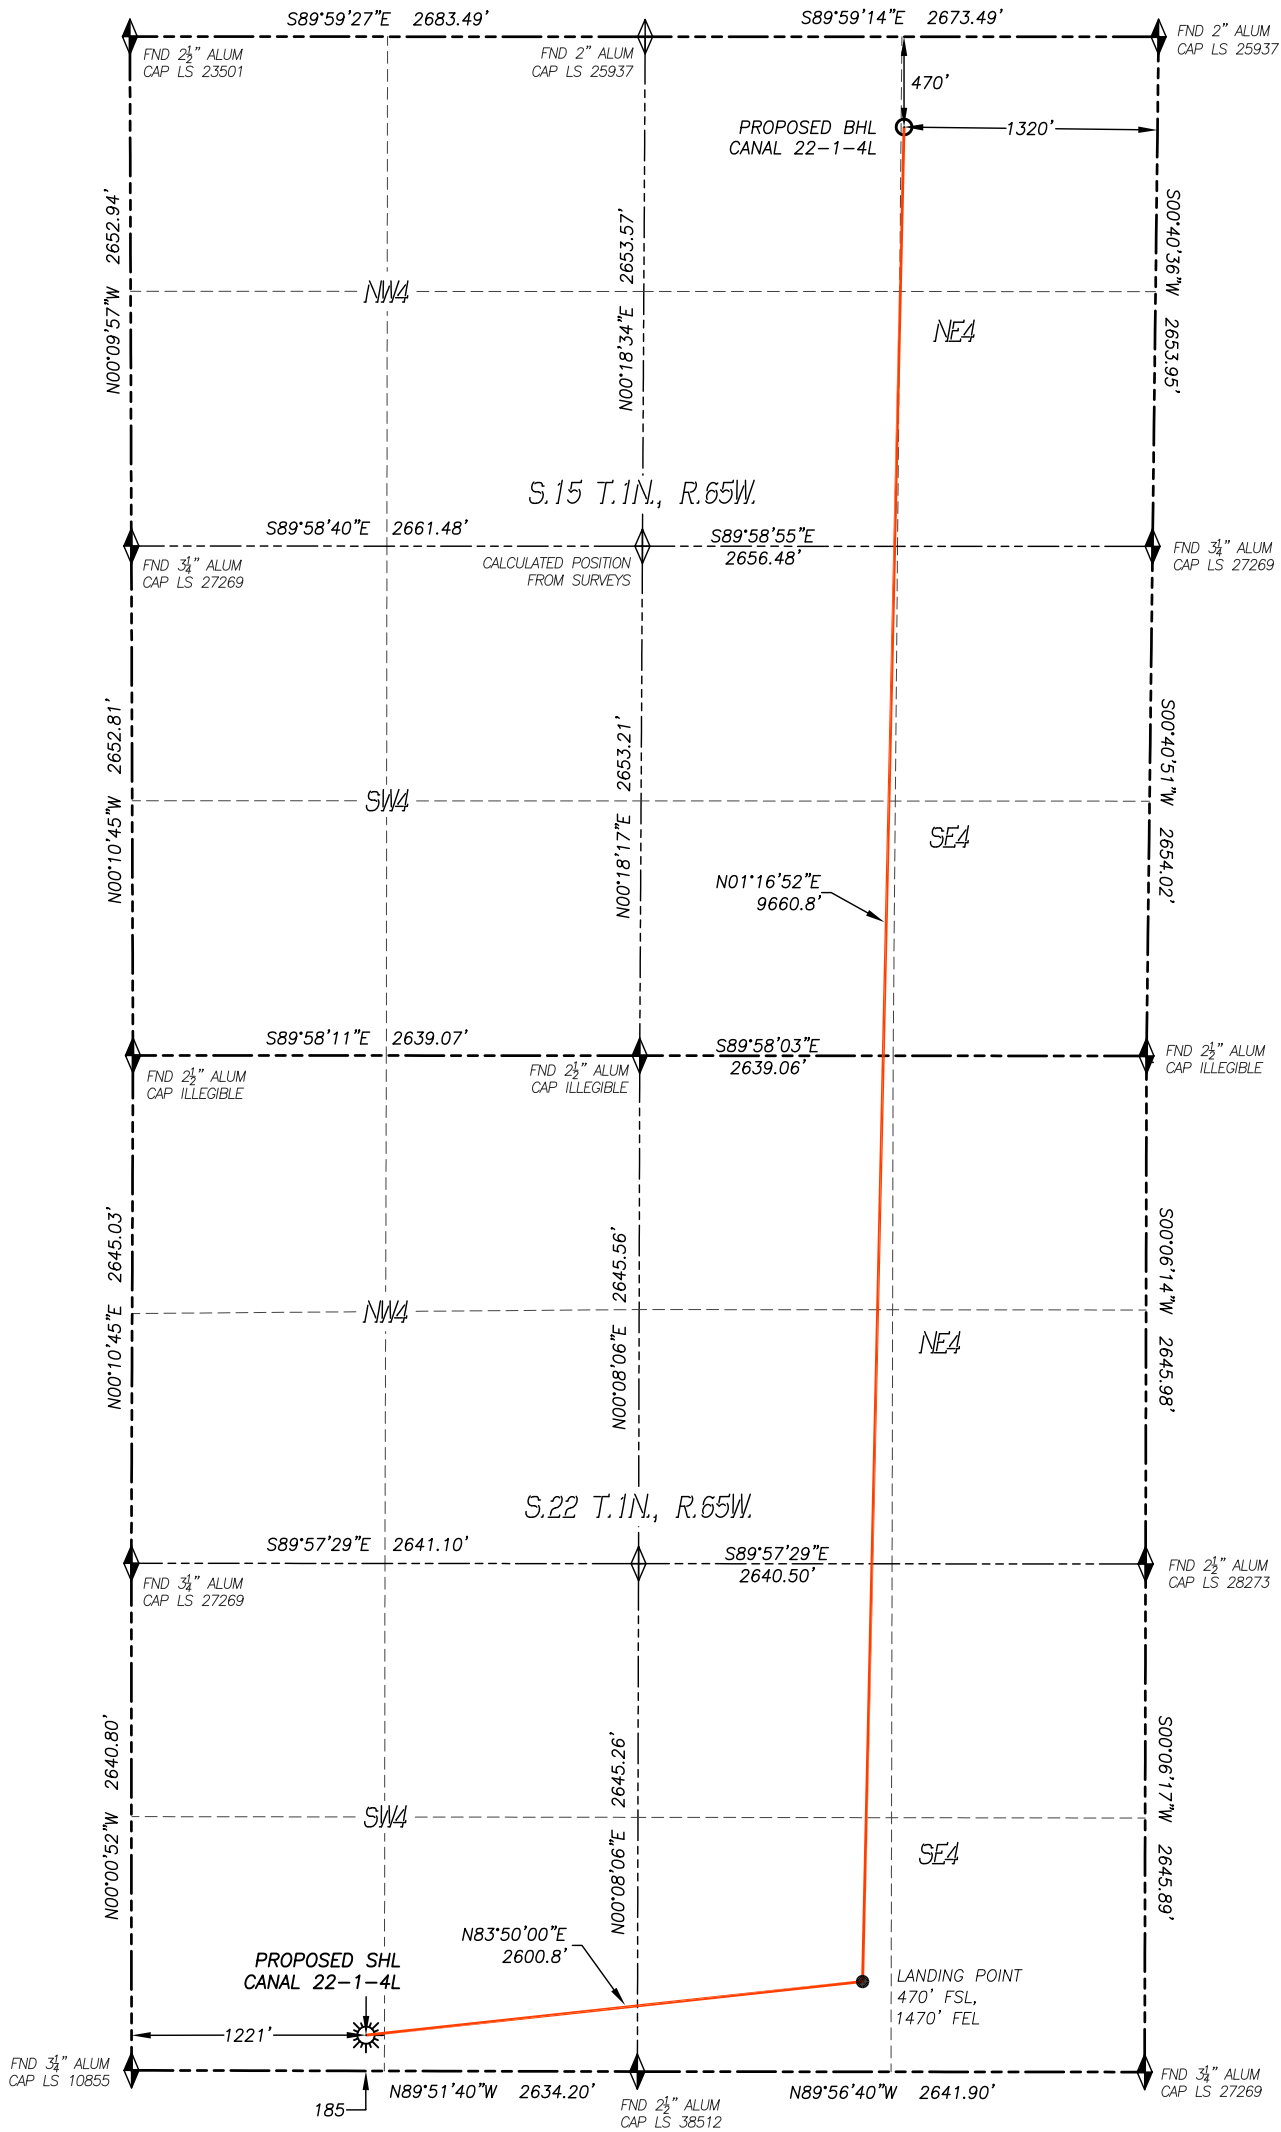 S89°59'27"E 2683.49'
S89°59'14"E 2673.49'
FND 2½" ALUM
CAP LS 23501
FND 2" ALUM
CAP LS 25937
FND 2" ALUM
CAP LS 25937
470'
PROPOSED BHL
CANAL 22-1-4L
1320'
N00°09'57"W 2652.94'
N00°18'34"E 2653.57'
S00°40'36"W 2653.95'
NW4
NE4
S.15 T.1N., R.65W.
S89°58'40"E 2661.48'
S89°58'55"E
2656.48'
FND 3¼" ALUM
CAP LS 27269
CALCULATED POSITION
FROM SURVEYS
FND 3¼" ALUM
CAP LS 27269
N00°10'45"W 2652.81'
N00°18'17"E 2653.21'
S00°40'51"W 2654.02'
SW4
SE4
N01°16'52"E
9660.8'
S89°58'11"E 2639.07'
S89°58'03"E
2639.06'
FND 2½" ALUM
CAP ILLEGIBLE
FND 2½" ALUM
CAP ILLEGIBLE
FND 2½" ALUM
CAP ILLEGIBLE
N00°10'45"E 2645.03'
N00°08'06"E 2645.56'
S00°06'14"W 2645.98'
NW4
NE4
S.22 T.1N., R.65W.
S89°57'29"E 2641.10'
S89°57'29"E
2640.50'
FND 3¼" ALUM
CAP LS 27269
FND 2½" ALUM
CAP LS 28273
N00°00'52"W 2640.80'
N00°08'06"E 2645.26'
S00°06'17"W 2645.89'
SW4
SE4
N83°50'00"E
2600.8'
PROPOSED SHL
CANAL 22-1-4L
LANDING POINT
470' FSL,
1470' FEL
1221'
185
FND 3¼" ALUM
CAP LS 10855
N89°51'40"W 2634.20'
N89°56'40"W 2641.90'
FND 2½" ALUM
CAP LS 38512
FND 3¼" ALUM
CAP LS 27269